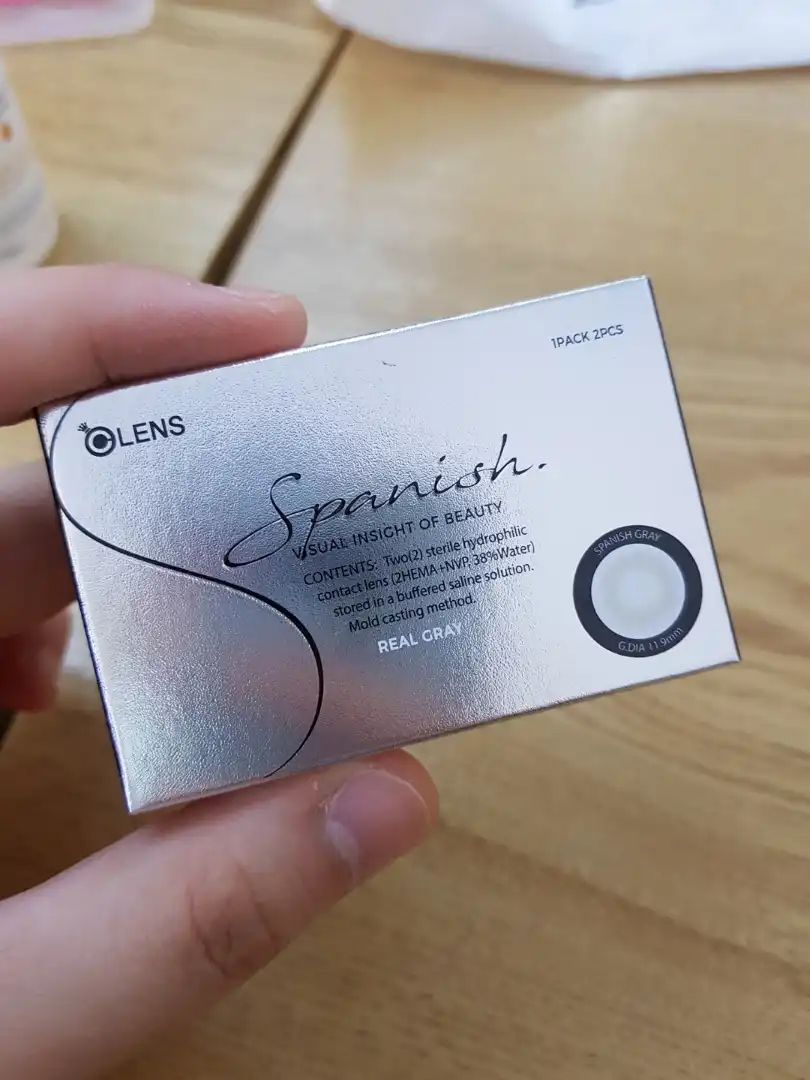 1PACK 2PCS
OLENS
Spanish.
VISUAL INSIGHT OF BEAUTY
CONTENTS: Two(2) sterile hydrophilic
contact lens (2HEMA+NVP, 38%Water)
stored in a buffered saline solution.
Mold casting method.
REAL GRAY
SPANISH GRAY
G.DIA 11.9mm